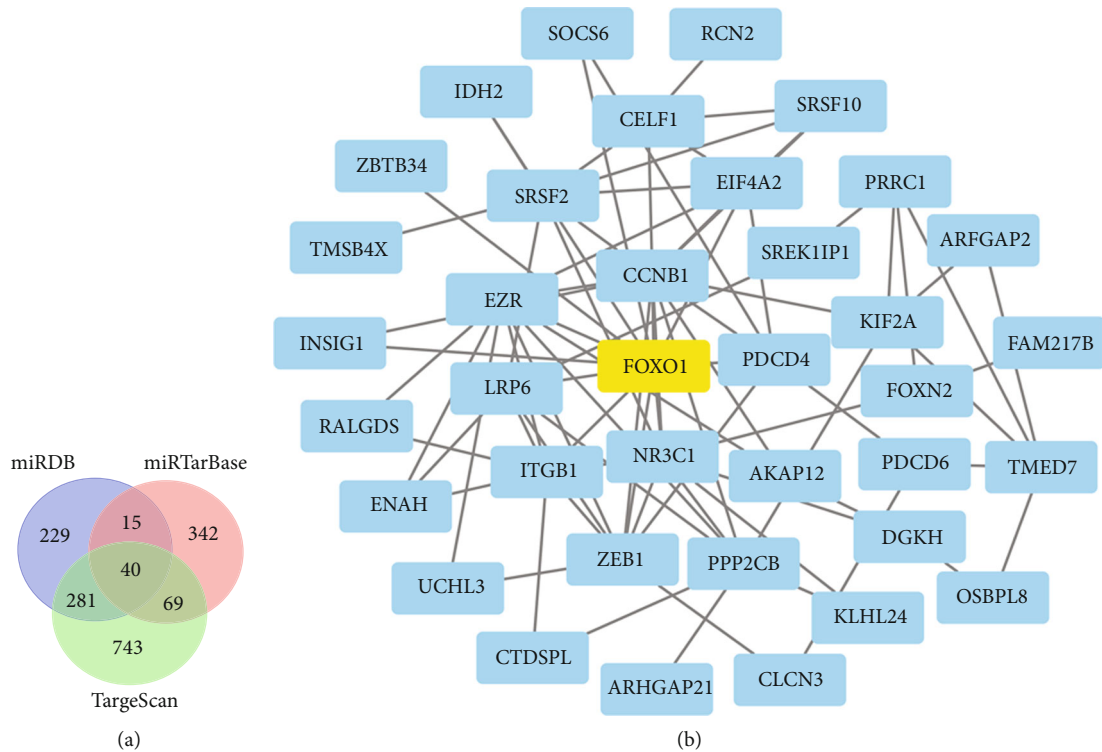 miRDB
miRTarBase
229
15
342
40
281
69
743
TargeScan
(a)
SOCS6
RCN2
IDH2
CELF1
SRSF10
ZBTB34
SRSF2
EIF4A2
PRRC1
TMSB4X
SREK1IP1
ARFGAP2
EZR
CCNB1
INSIG1
KIF2A
FAM217B
FOXO1
PDCD4
LRP6
FOXN2
RALGDS
ITGB1
NR3C1
AKAP12
PDCD6
TMED7
ENAH
ZEB1
PPP2CB
DGKH
UCHL3
OSBPL8
KLHL24
CTDSPL
ARHGAP21
CLCN3
(b)